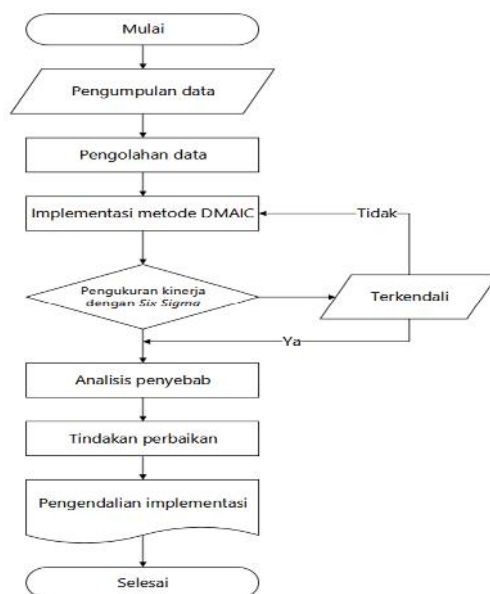 Mulai
Pengumpulan data
Pengolahan data
Implementasi metode DMAIC
Tidak
Pengukuran kinerja
dengan Six Sigma
Terkendali
Ya
Analisis penyebab
Tindakan perbaikan
Pengendalian implementasi
Selesai